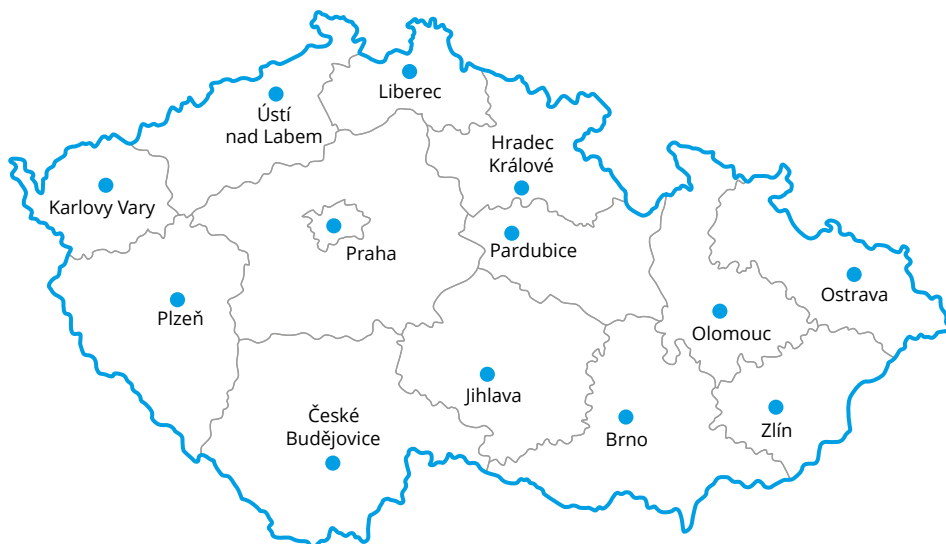 Liberec
Ústí
nad Labem
Hradec
Králové
Karlovy Vary
Praha
Pardubice
Ostrava
Plzeň
Olomouc
Jihlava
České
Budějovice
Brno
Zlín